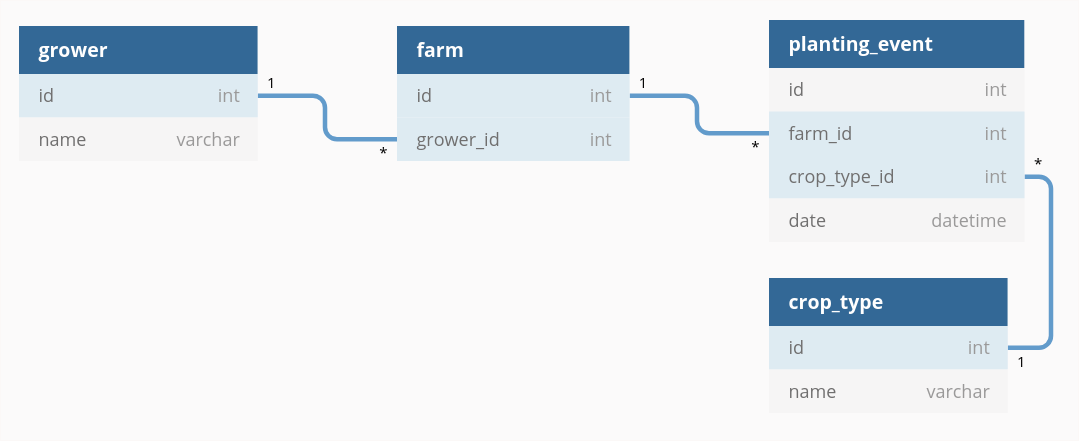 grower
id int
name varchar
1
*
farm
id int
grower_id int
1
*
planting_event
id int
farm_id int
crop_type_id int
date datetime
*
crop_type
id int
name varchar
1